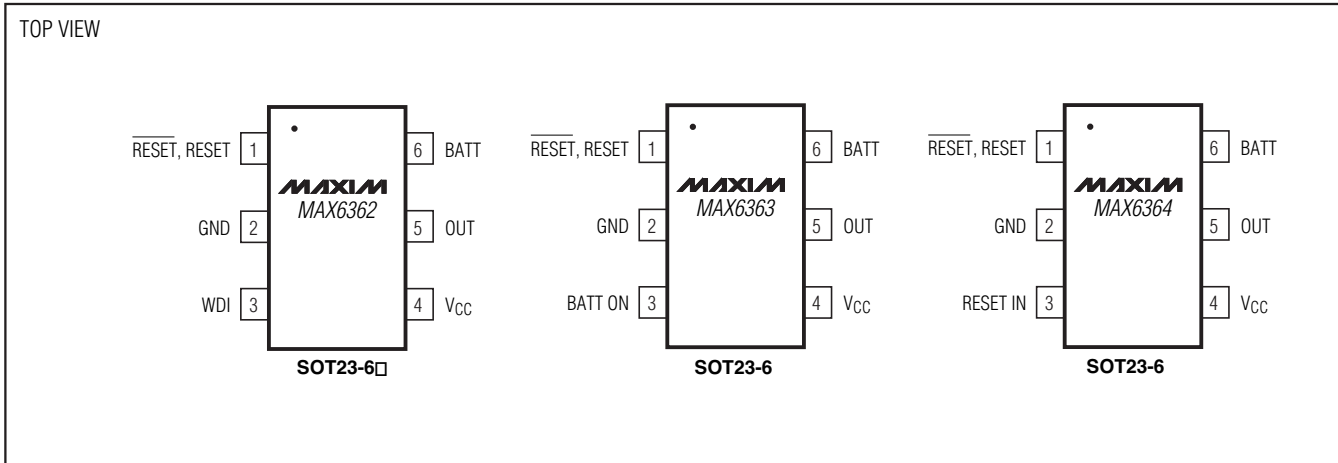 TOP VIEW
RESET, RESET 1
GND 2
WDI 3
MAXIM
MAX6362
6 BATT
5 OUT
4 VCC
SOT23-6□
RESET, RESET 1
GND 2
BATT ON 3
MAXIM
MAX6363
6 BATT
5 OUT
4 VCC
SOT23-6
RESET, RESET 1
GND 2
RESET IN 3
MAXIM
MAX6364
6 BATT
5 OUT
4 VCC
SOT23-6